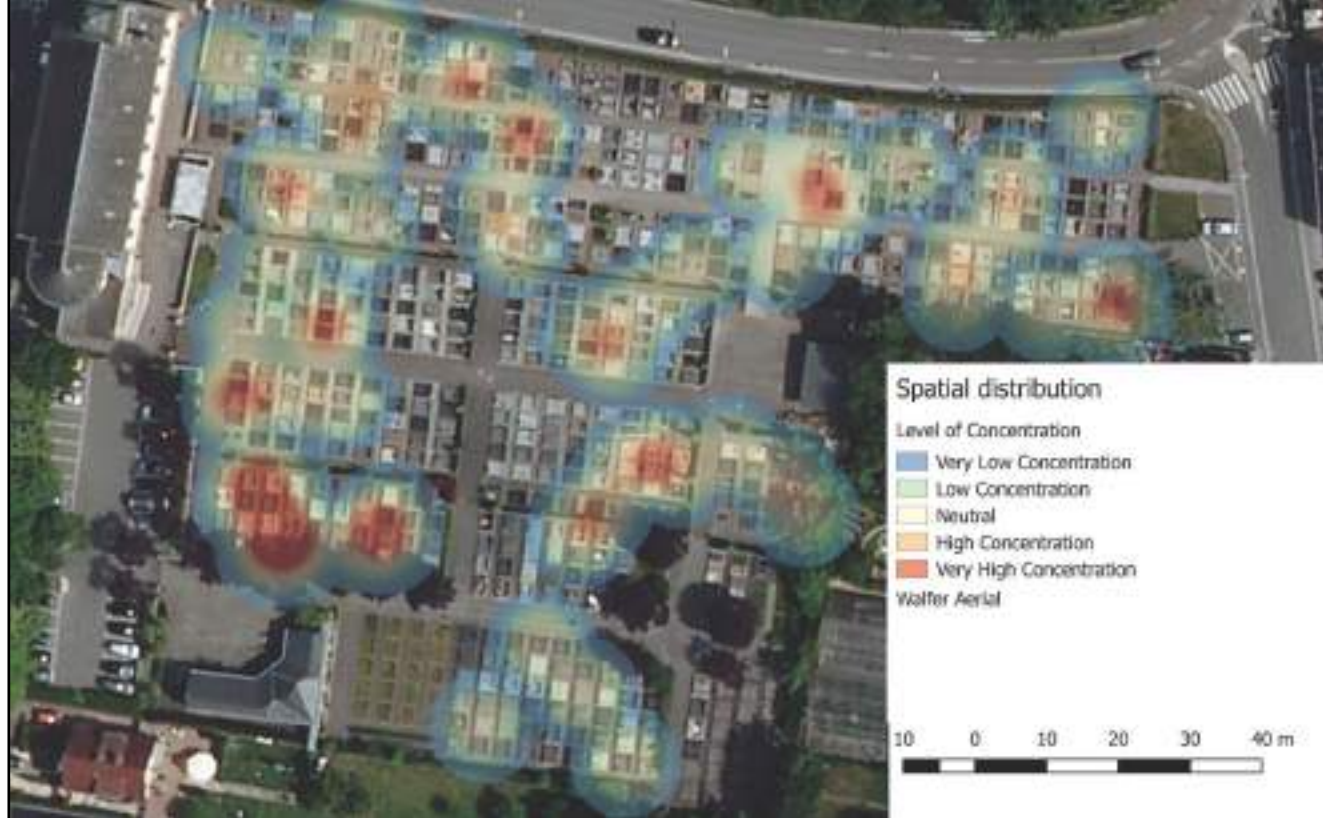 Spatial distribution
Level of Concentration
Very Low Concentration
Low Concentration
Neutral
High Concentration
Very High Concentration
Walfer Aerial
10 0 10 20 30 40 m